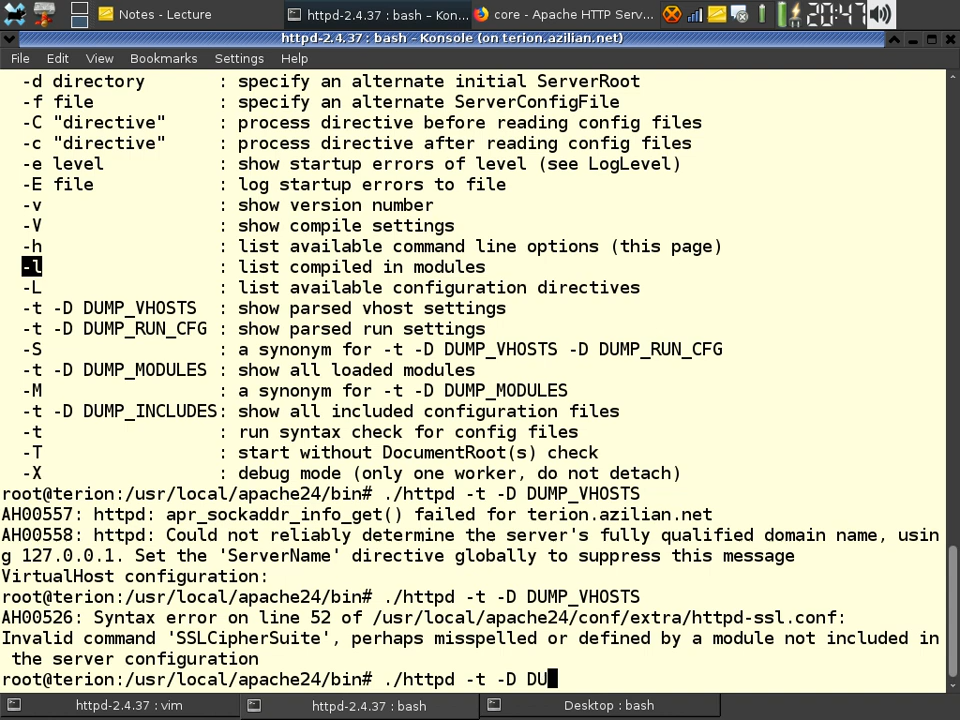 Notes - Lecture
httpd-2.4.37 : bash – Kon...
core - Apache HTTP Serv...
20:47
httpd-2.4.37 : bash - Konsole (on terion.azilian.net)
File Edit View Bookmarks Settings Help
-d directory : specify an alternate initial ServerRoot
-f file : specify an alternate ServerConfigFile
-C "directive" : process directive before reading config files
-c "directive" : process directive after reading config files
-e level : show startup errors of level (see LogLevel)
-E file : log startup errors to file
-v : show version number
-V : show compile settings
-h : list available command line options (this page)
-l : list compiled in modules
-L : list available configuration directives
-t -D DUMP_VHOSTS : show parsed vhost settings
-t -D DUMP_RUN_CFG : show parsed run settings
-S : a synonym for -t -D DUMP_VHOSTS -D DUMP_RUN_CFG
-t -D DUMP_MODULES : show all loaded modules
-M : a synonym for -t -D DUMP_MODULES
-t -D DUMP_INCLUDES: show all included configuration files
-t : run syntax check for config files
-T : start without DocumentRoot(s) check
-X : debug mode (only one worker, do not detach)
root@terion:/usr/local/apache24/bin# ./httpd -t -D DUMP_VHOSTS
AH00557: httpd: apr_sockaddr_info_get() failed for terion.azilian.net
AH00558: httpd: Could not reliably determine the server's fully qualified domain name, usin
g 127.0.0.1. Set the 'ServerName' directive globally to suppress this message
VirtualHost configuration:
root@terion:/usr/local/apache24/bin# ./httpd -t -D DUMP_VHOSTS
AH00526: Syntax error on line 52 of /usr/local/apache24/conf/extra/httpd-ssl.conf:
Invalid command 'SSLCipherSuite', perhaps misspelled or defined by a module not included in
the server configuration
root@terion:/usr/local/apache24/bin# ./httpd -t -D DU
httpd-2.4.37 : vim
httpd-2.4.37 : bash
Desktop : bash